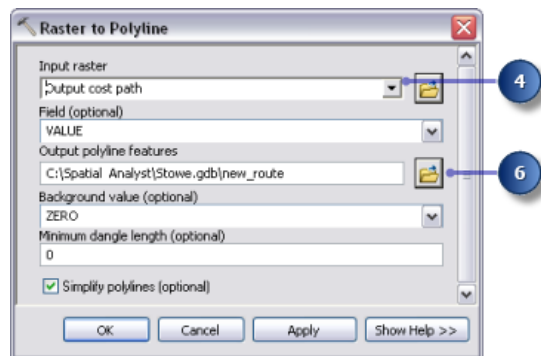 Raster to Polyline
Input raster
Output cost path
4
Field (optional)
VALUE
Output polyline features
C:\Spatial Analyst\Stowe.gdb\new_route
6
Background value (optional)
ZERO
Minimum dangle length (optional)
0
Simplify polylines (optional)
OK
Cancel
Apply
Show Help >>